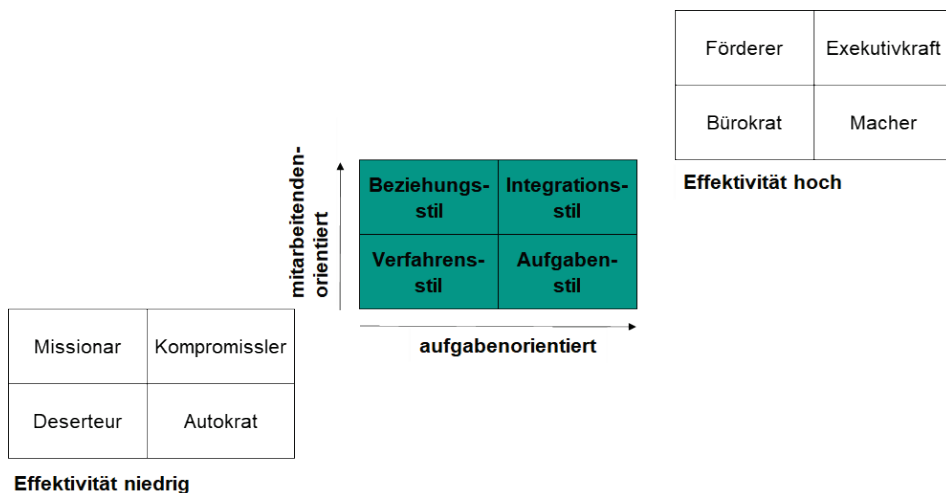 Förderer
Exekutivkraft
Bürokrat
Macher
Effektivität hoch
mitarbeitenden-
orientiert
Beziehungs-
stil
Integrations-
stil
Verfahrens-
stil
Aufgaben-
stil
aufgabenorientiert
Missionar
Kompromissler
Deserteur
Autokrat
Effektivität niedrig